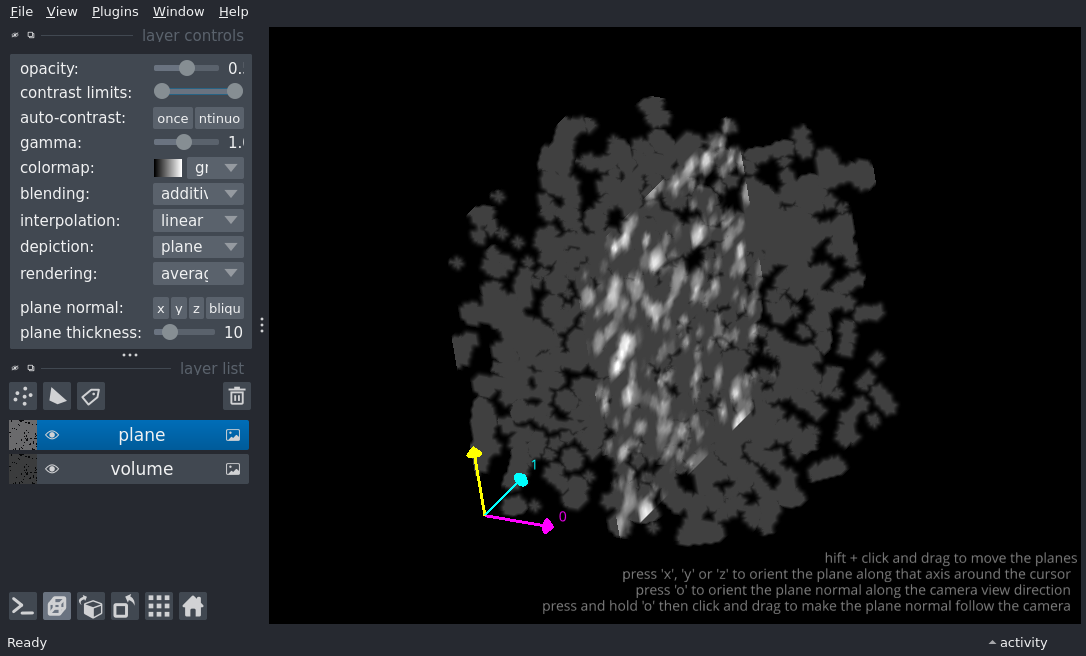 File View Plugins Window Help
layer controls
opacity: 0.
contrast limits:
auto-contrast: once ntinuo
gamma: 1.
colormap: gr
blending: additiv
interpolation: linear
depiction: plane
rendering: averag
plane normal: x y z bliqu
plane thickness: 10
layer list
plane
volume
1
0
hift + click and drag to move the planes
press 'x', 'y' or 'z' to orient the plane along that axis around the cursor
press 'o' to orient the plane normal along the camera view direction
press and hold 'o' then click and drag to make the plane normal follow the camera
Ready
activity